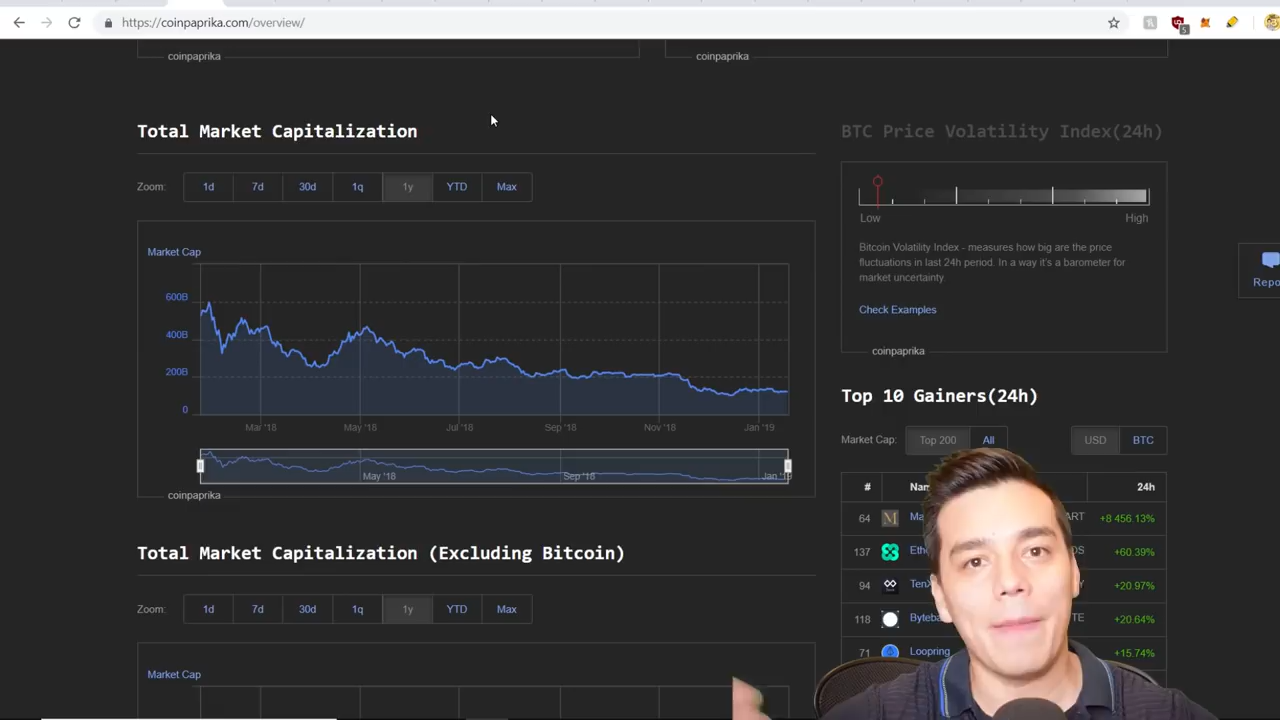 https://coinpaprika.com/overview/
5
coinpaprika
coinpaprika
Total Market Capitalization
Zoom: 1d 7d 30d 1q 1y YTD Max
Market Cap
600B
400B
200B
0
Mar '18 May '18 Jul '18 Sep '18 Nov '18 Jan '19
May '18 Sep '18 Jan '19
coinpaprika
Total Market Capitalization (Excluding Bitcoin)
Zoom: 1d 7d 30d 1q 1y YTD Max
Market Cap
BTC Price Volatility Index(24h)
Low High
Bitcoin Volatility Index - measures how big are the price
fluctuations in last 24h period. In a way it's a barometer for
market uncertainty.
Check Examples
coinpaprika
Top 10 Gainers(24h)
Market Cap: Top 200 All USD BTC
# 24h
64 M +8 456.13%
137 +60.39%
94 +20.97%
118 +20.64%
71 Loopring +15.74%